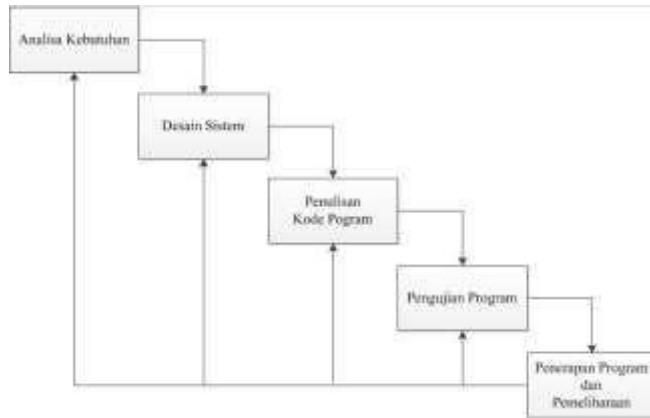 Analisa Kebutuhan
Desain Sistem
Penulisan
Kode Pogram
Pengujian Program
Penerapan Program
dan
Pemeliharaan